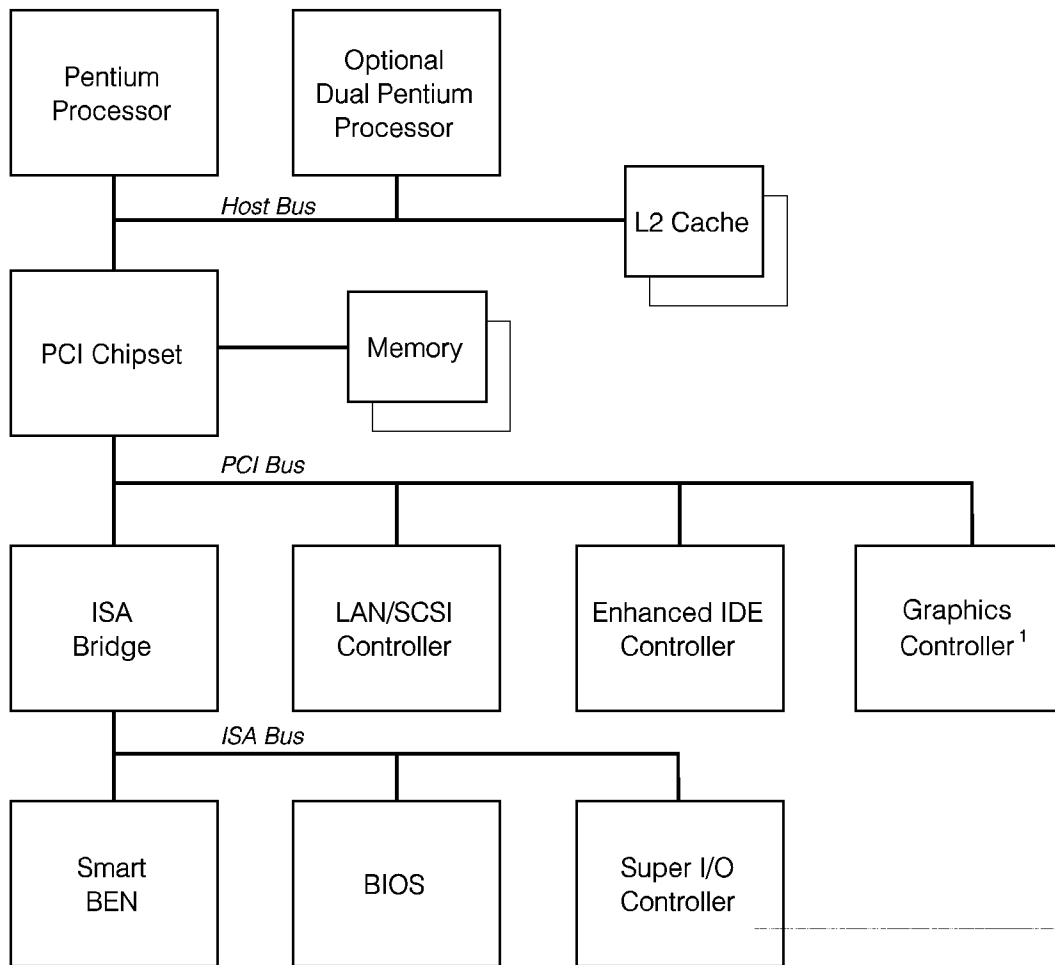 Pentium
Processor
Optional
Dual Pentium
Processor
Host Bus
L2 Cache
PCI Chipset
Memory
PCI Bus
ISA
Bridge
LAN/SCSI
Controller
Enhanced IDE
Controller
Graphics
Controller 1
ISA Bus
Smart
BEN
BIOS
Super I/O
Controller